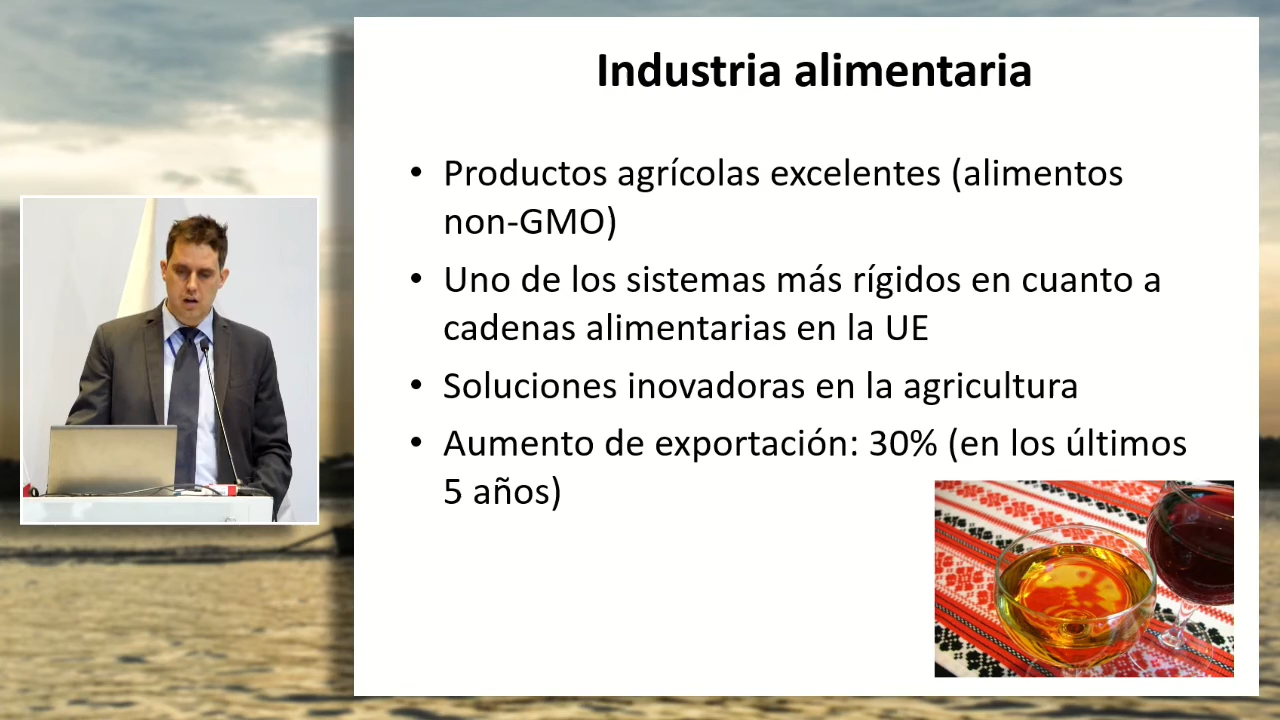 Industria alimentaria
• Productos agrícolas excelentes (alimentos
non-GMO)
• Uno de los sistemas más rígidos en cuanto a
cadenas alimentarias en la UE
• Soluciones inovadoras en la agricultura
• Aumento de exportación: 30% (en los últimos
5 años)